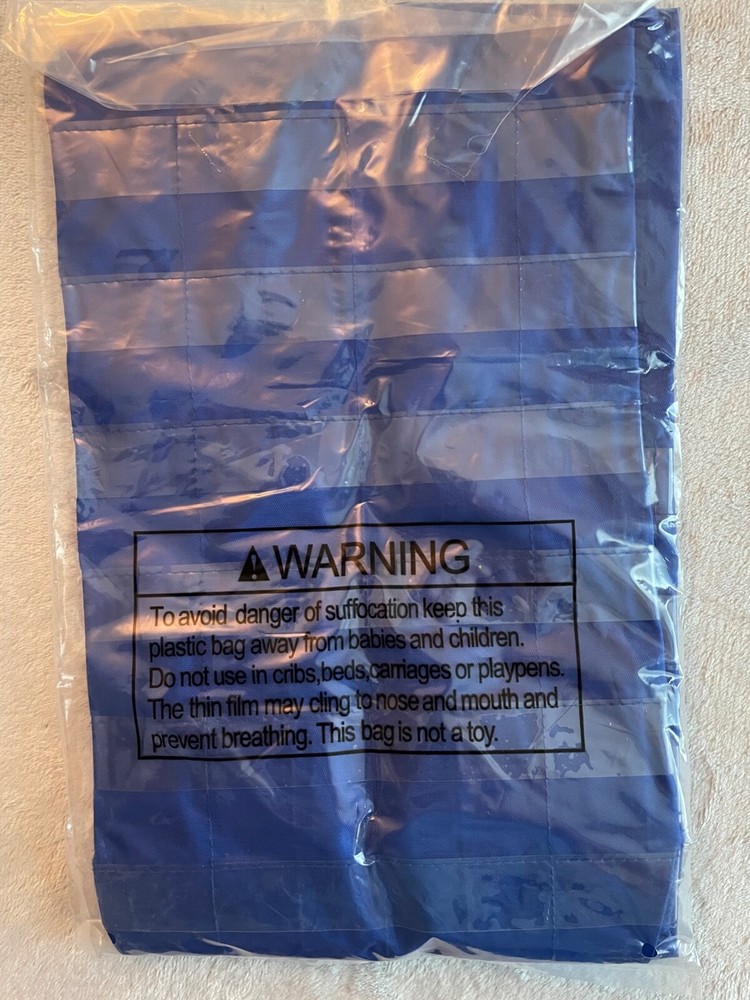 WARNING
To avoid danger of suffocation keep this
plastic bag away from babies and children.
Do not use in cribs,beds,carriages or playpens.
The thin film may cling to nose and mouth and
prevent breathing. This bag is not a toy.